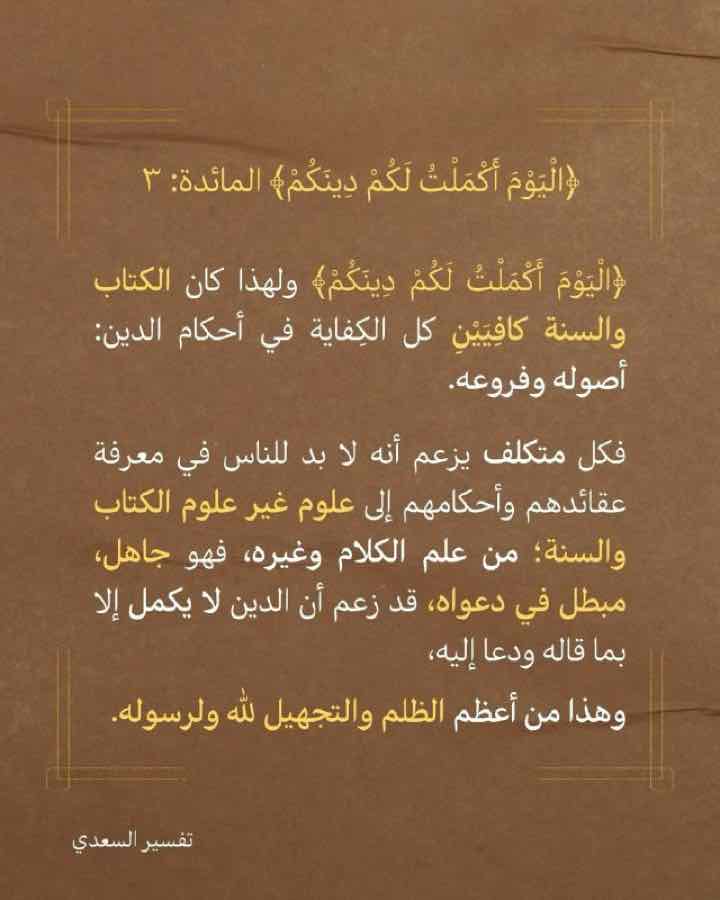 ﴿الْيَوْمَ أَكْمَلْتُ لَكُمْ دِينَكُمْ﴾ المائدة: ٣
﴿الْيَوْمَ أَكْمَلْتُ لَكُمْ دِينَكُمْ﴾ ولهذا كان الكتاب
والسنة كافِيَيْنِ كل الكِفاية في أحكام الدين:
أصوله وفروعه.
فكل متكلف يزعم أنه لا بد للناس في معرفة
عقائدهم وأحكامهم إلى علوم غير علوم الكتاب
والسنة؛ من علم الكلام وغيره، فهو جاهل،
مبطل في دعواه، قد زعم أن الدين لا يكمل إلا
بما قاله ودعا إليه،
وهذا من أعظم الظلم والتجهيل لله ولرسوله.
تفسير السعدي